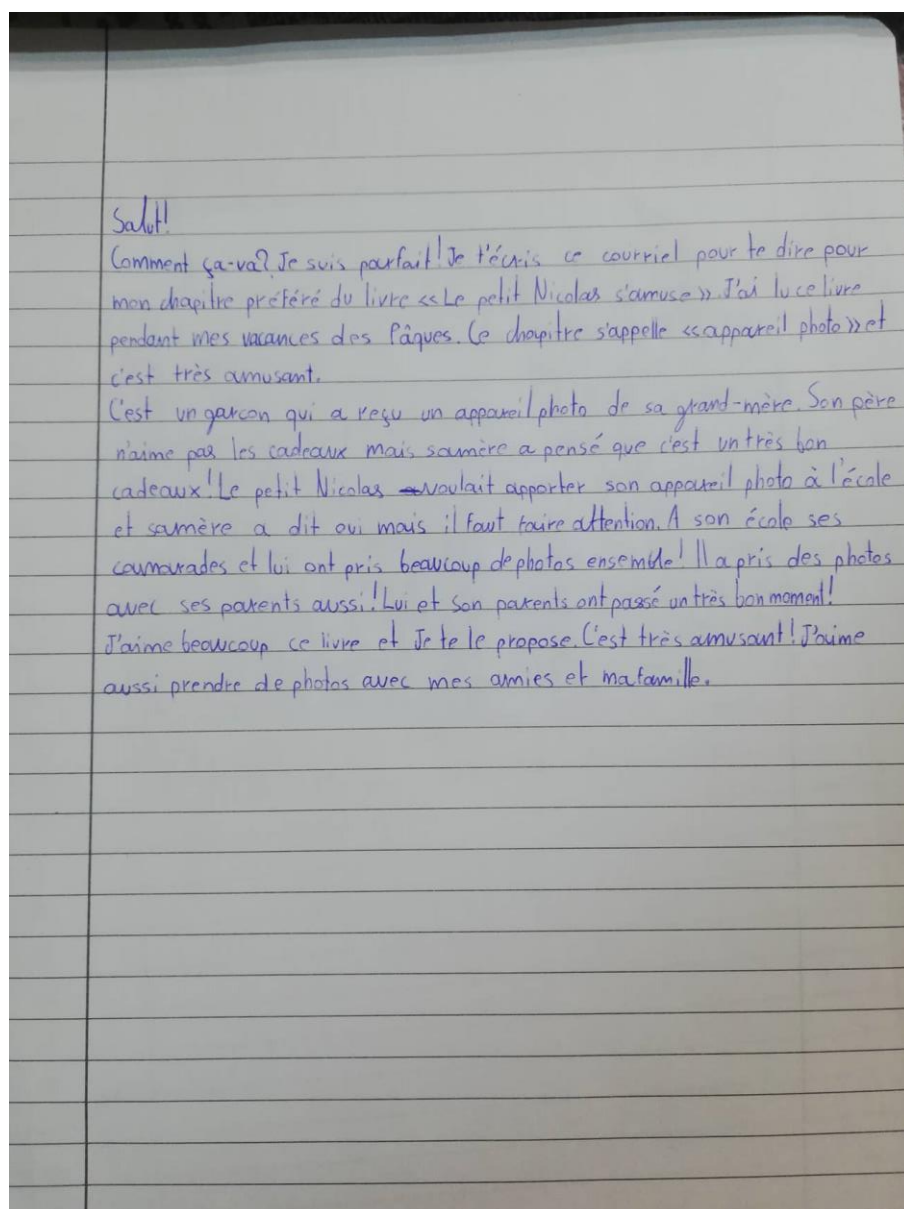 Salut!
Comment ça-va? Je suis parfait! Je t'écris ce courriel pour te dire pour
mon chapitre préféré du livre «Le petit Nicolas s'amuse». J'ai lu ce livre
pendant mes vacances des Pâques. Ce chapitre s'appelle «appareil photo» et
c'est très amusant.
C'est un garcon qui a reçu un appareil photo de sa grand-mère. Son père
n'aime pas les cadeaux mais sa mère a pensé que c'est un très bon
cadeaux! Le petit Nicolas voulait apporter son appareil photo à l'école
et sa mère a dit oui mais il faut faire attention. A son école ses
camarades et lui ont pris beaucoup de photos ensemble! Il a pris des photos
avec ses parents aussi! Lui et son parents ont passé un très bon moment!
J'aime beaucoup ce livre et Je te le propose. C'est très amusant! J'aime
aussi prendre de photos avec mes amies et ma famille.